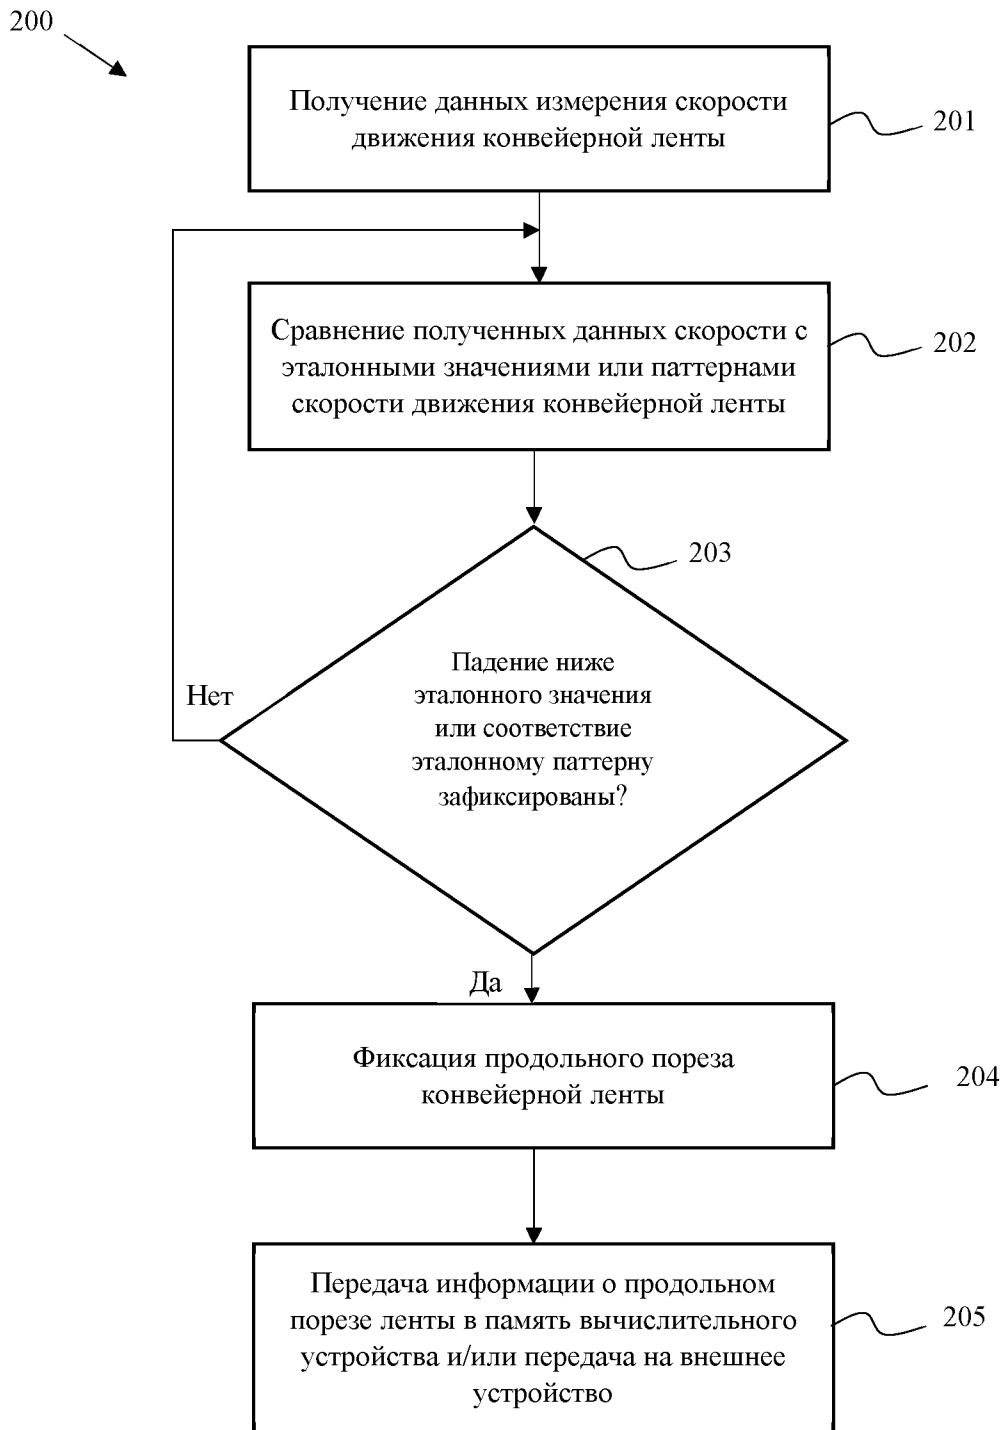 200
Получение данных измерения скорости
движения конвейерной ленты
201
Сравнение полученных данных скорости с
эталонными значениями или паттернами
скорости движения конвейерной ленты
202
203
Падение ниже
эталонного значения
или соответствие
эталонному паттерну
зафиксированы?
Нет
Да
Фиксация продольного пореза
конвейерной ленты
204
Передача информации о продольном
порезе ленты в память вычислительного
устройства и/или передача на внешнее
устройство
205